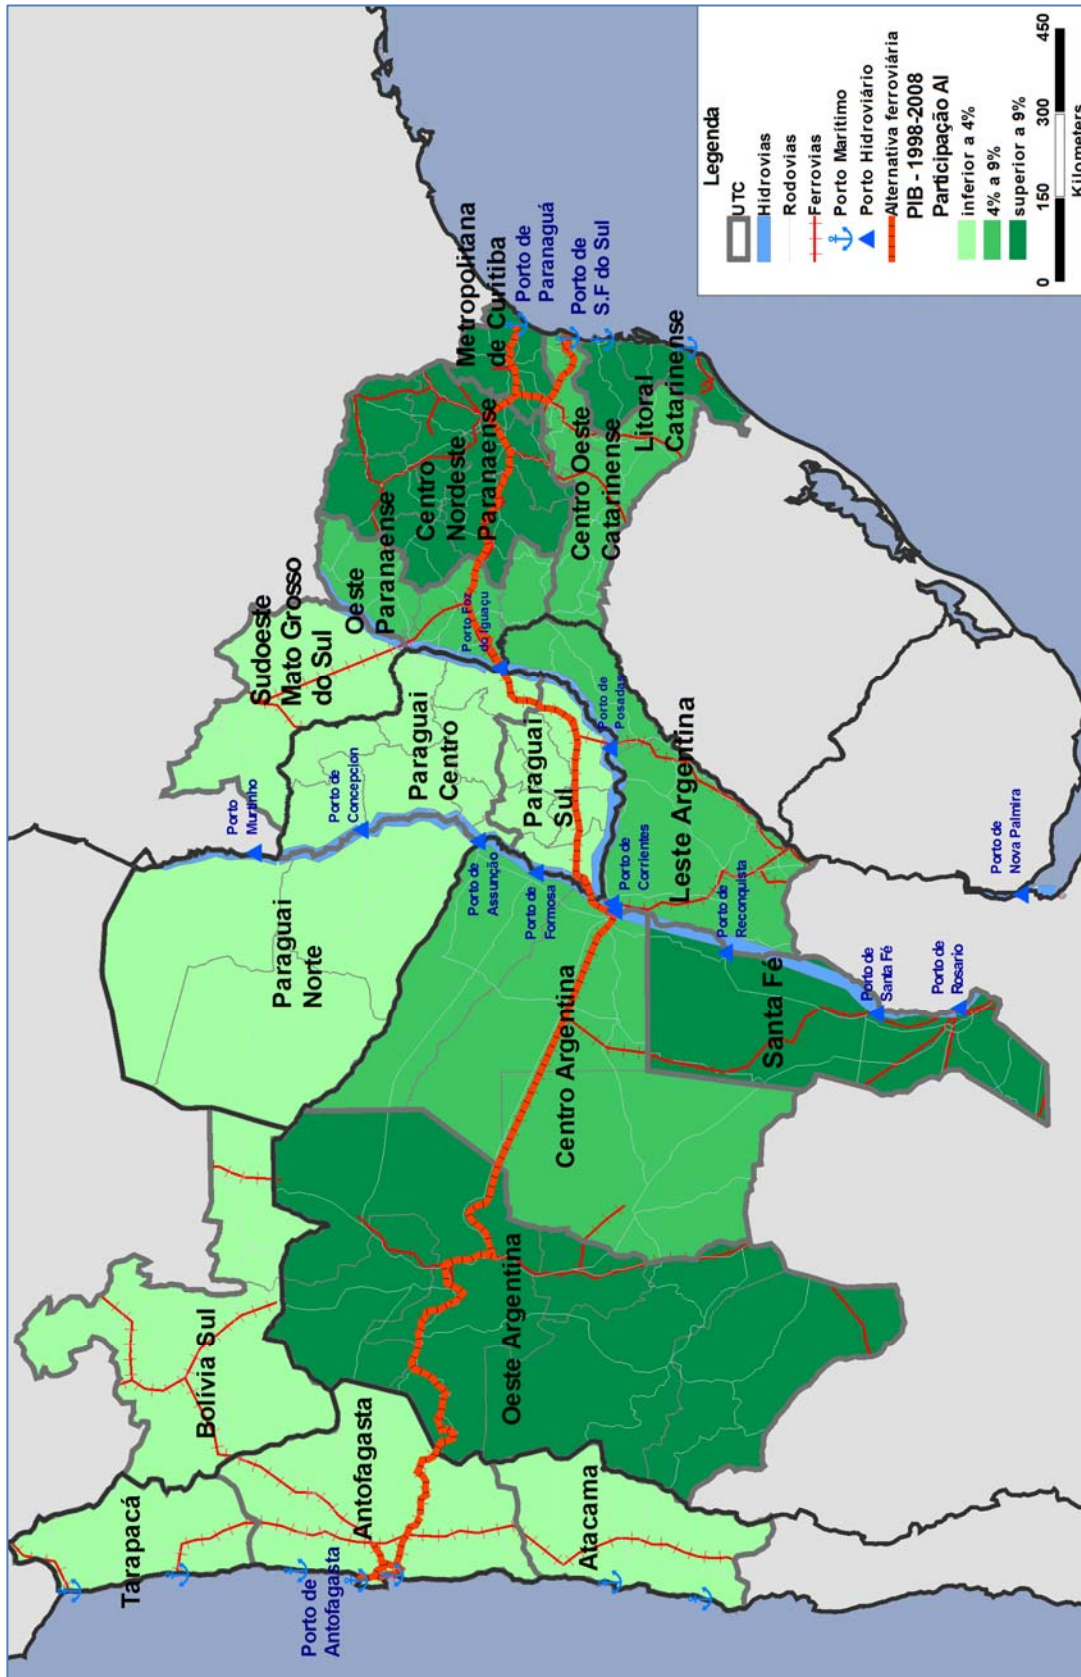 Tarapacá
Bolívia Sul
Antofagasta
Porto de
Antofagasta
Atacama
Oeste Argentina
Paraguai
Norte
Centro Argentina
Santa Fé
Porto
Murtinho
Porto de
Concepcion
Porto de
Assunção
Porto de
Formosa
Porto de
Corrientes
Porto de
Reconquista
Porto de
Santa Fé
Porto de
Rosario
Porto de
Nova Palmira
Sudoeste
Mato Grosso
do Sul
Paraguai
Centro
Paraguai
Sul
Porto Foz
do Iguaçu
Porto de
Posadas
Leste Argentina
Oeste
Paranaense
Centro
Nordeste
Paranaense
Metropolitana
de Curitiba
Porto de
Paranaguá
Porto de
S.F do Sul
Centro Oeste
Catarinense
Litoral
Catarinense
Legenda
UTC
Hidrovias
Rodovias
Ferrovias
Porto Marítimo
Porto Hidroviário
Alternativa ferroviária
PIB - 1998-2008
Participação AI
inferior a 4%
4% a 9%
superior a 9%
0 150 300 450
Kilometers